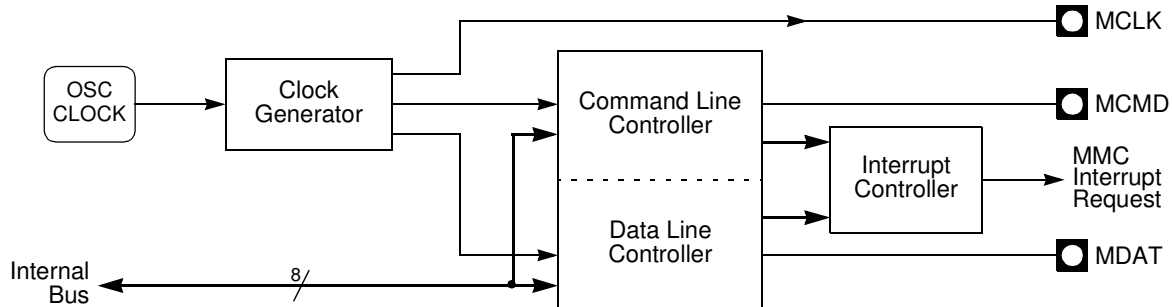 OSC
CLOCK
Clock
Generator
Command Line
Controller
Data Line
Controller
Interrupt
Controller
MCLK
MCMD
MMC
Interrupt
Request
MDAT
Internal
Bus
8